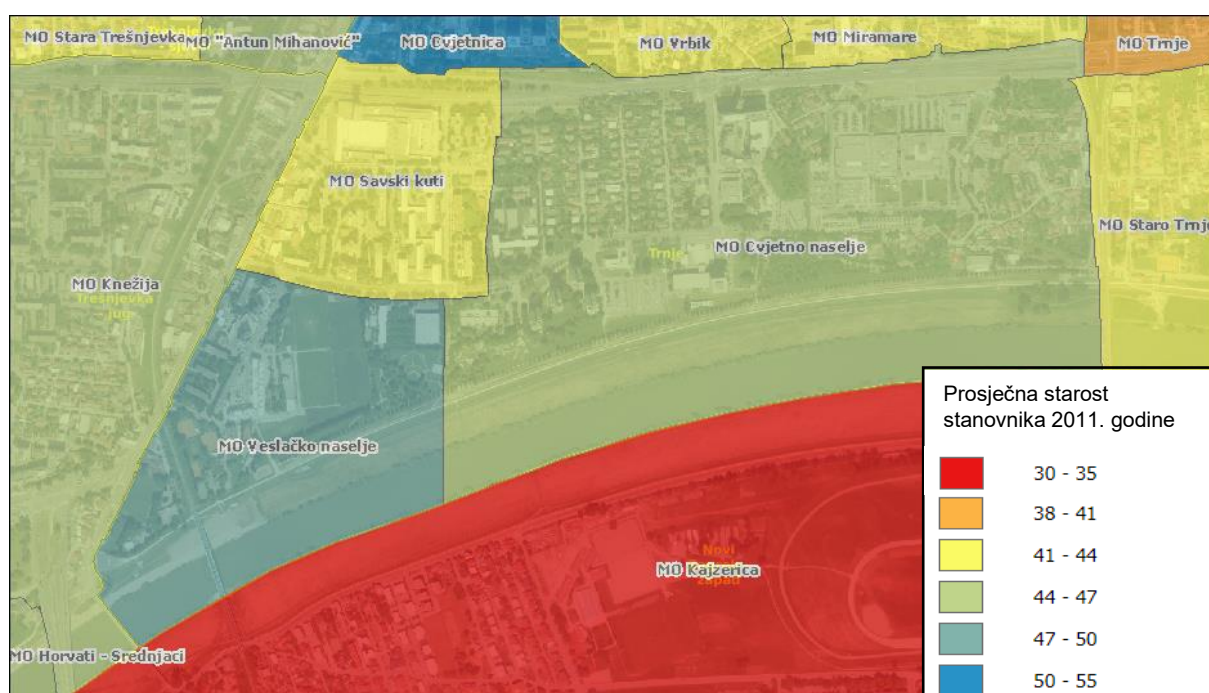 MO Stara Trešnjevka
MO "Antun Mihanović"
MO Cvjetnica
MO Vrbik
MO Miramare
MO Trnje
MO Savski kuti
MO Staro Trnje
Trnje
MO Cvjetno naselje
MO Knežija
Trešnjevka
jug
MO Veslačko naselje
Novi
MO Kajzerica
zapad
MO Horvati - Srednjaci
Prosječna starost
stanovnika 2011. godine
30 - 35
38 - 41
41 - 44
44 - 47
47 - 50
50 - 55